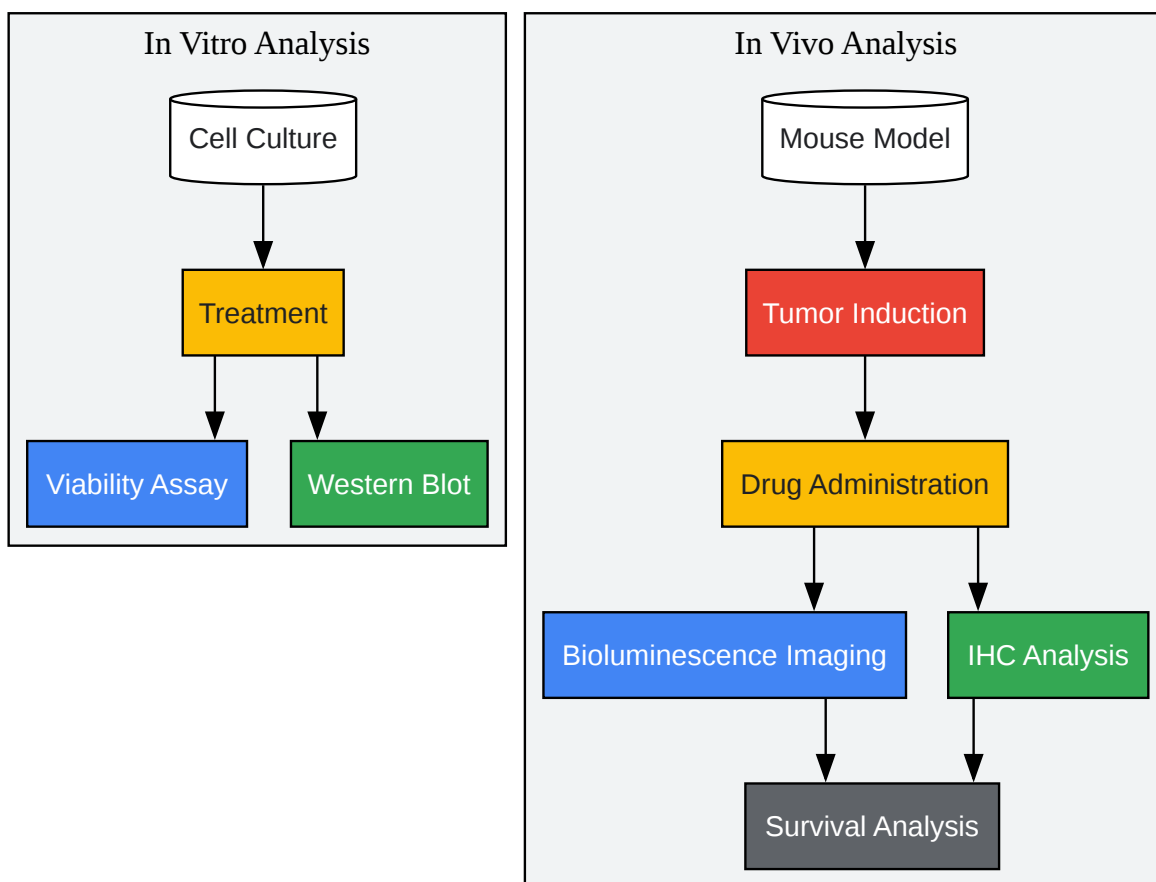 In Vitro Analysis
Cell Culture
Treatment
Viability Assay
Western Blot
In Vivo Analysis
Mouse Model
Tumor Induction
Drug Administration
Bioluminescence Imaging
IHC Analysis
Survival Analysis